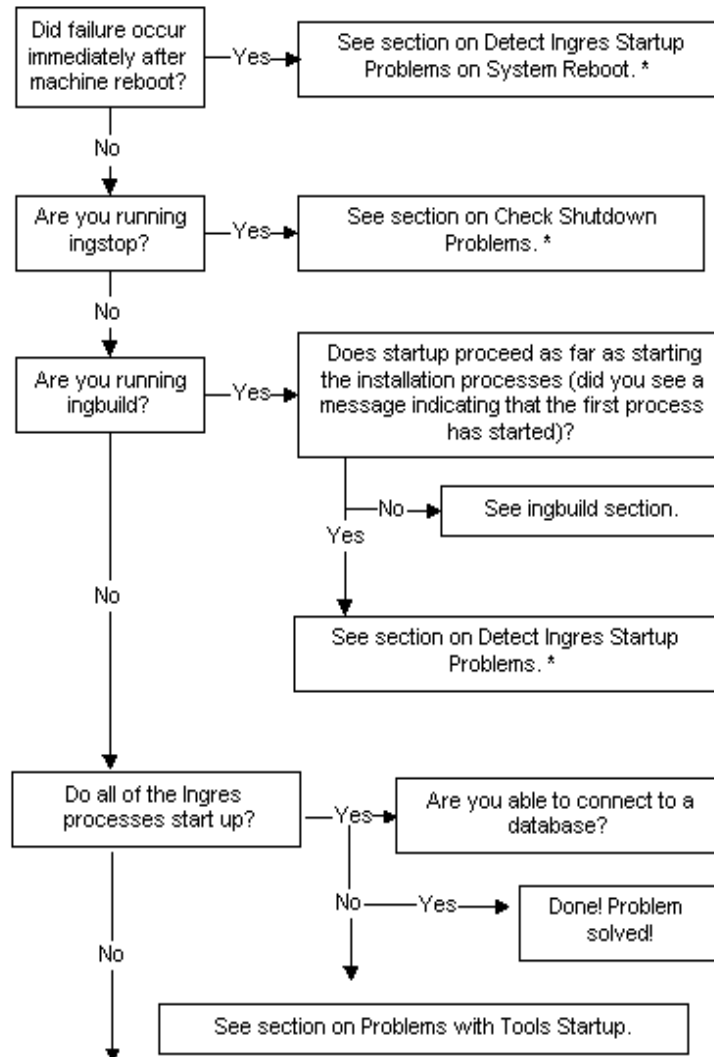 Did failure occur
immediately after
machine reboot?
Yes
See section on Detect Ingres Startup
Problems on System Reboot. *
No
Are you running
ingstop?
Yes
See section on Check Shutdown
Problems. *
No
Are you running
ingbuild?
Yes
Does startup proceed as far as starting
the installation processes (did you see a
message indicating that the first process
has started)?
No
See ingbuild section.
Yes
See section on Detect Ingres Startup
Problems. *
No
Do all of the Ingres
processes start up?
Yes
Are you able to connect to a
database?
No
Yes
Done! Problem
solved!
No
See section on Problems with Tools Startup.